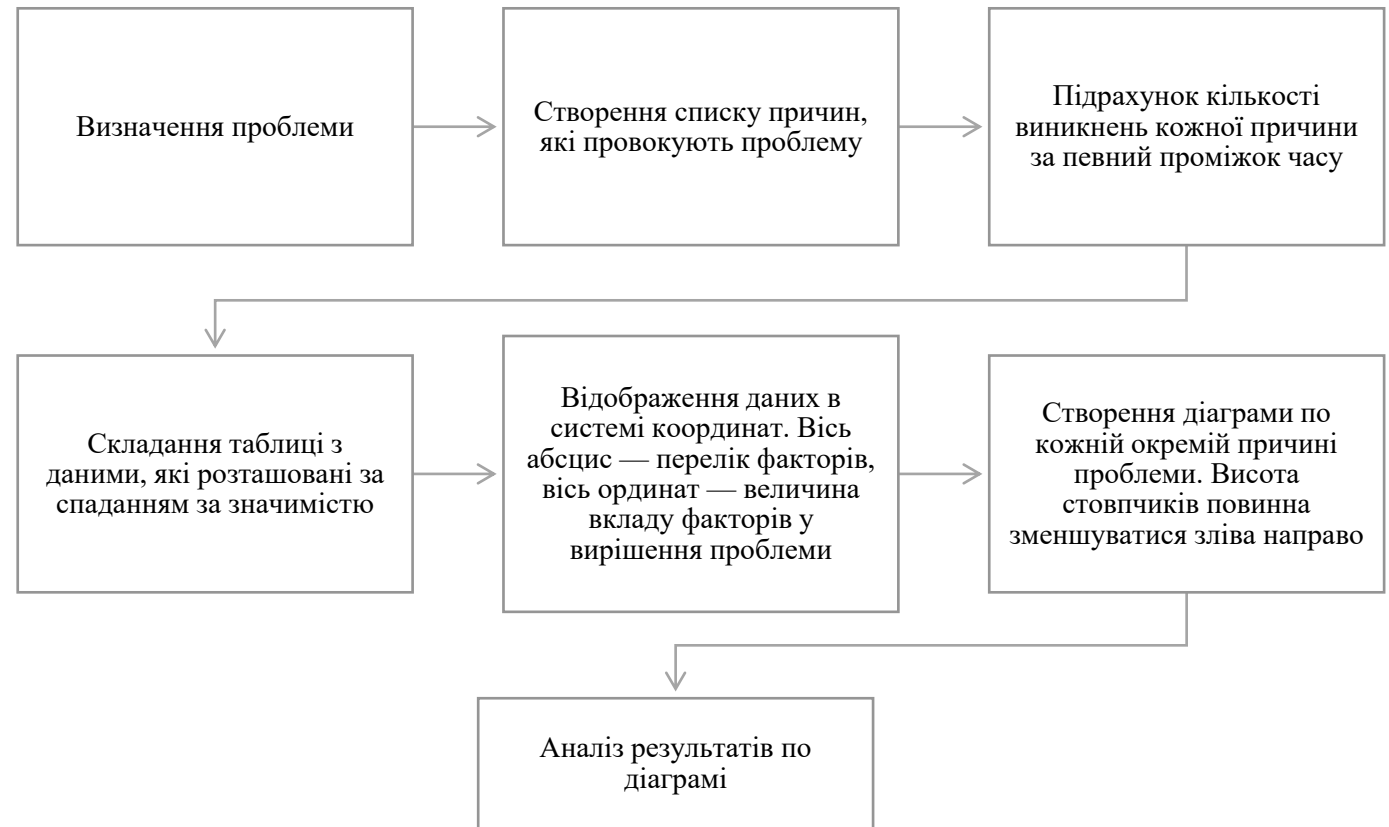 Визначення проблеми
Створення списку причин,
які провокують проблему
Підрахунок кількості
виникнень кожної причини
за певний проміжок часу
Складання таблиці з
даними, які розташовані за
спаданням за значимістю
Відображення даних в
системі координат. Вісь
абсцис — перелік факторів,
вісь ординат — величина
вкладу факторів у
вирішення проблеми
Створення діаграми по
кожній окремій причині
проблеми. Висота
стовпчиків повинна
зменшуватися зліва направо
Аналіз результатів по
діаграмі